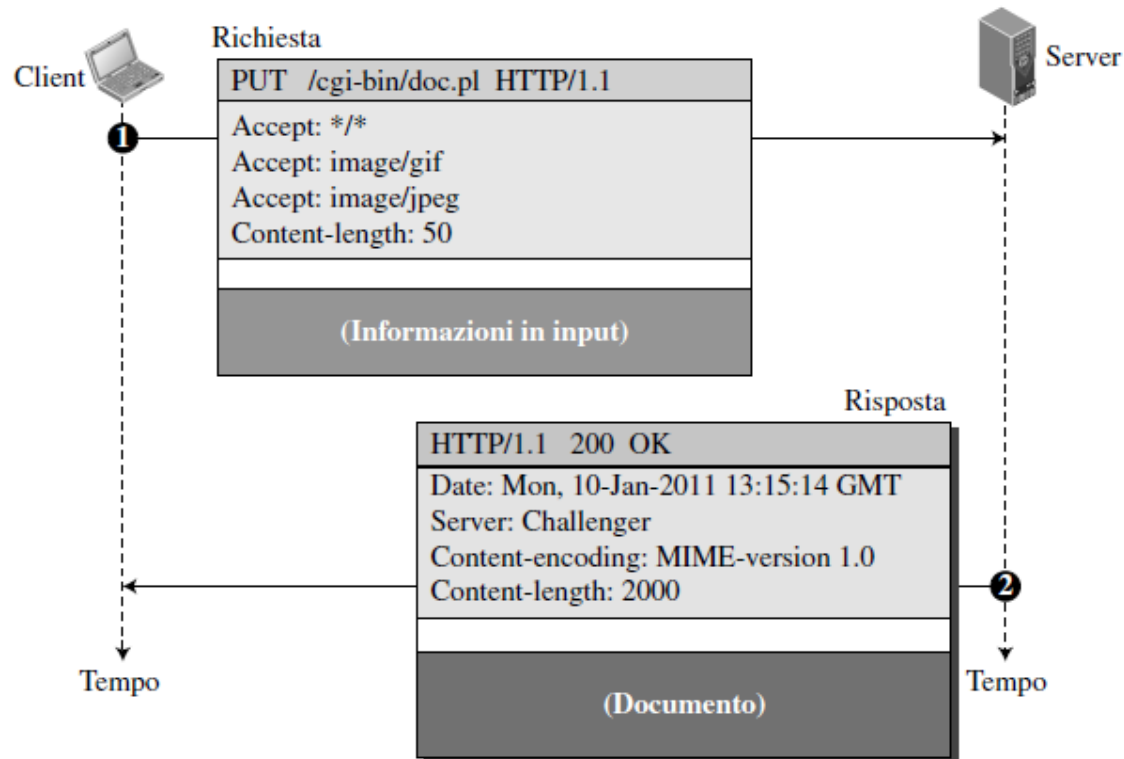 Richiesta
Client
Server
PUT /cgi-bin/doc.pl HTTP/1.1
1
Accept: */*
Accept: image/gif
Accept: image/jpeg
Content-length: 50
(Informazioni in input)
Risposta
HTTP/1.1 200 OK
Date: Mon, 10-Jan-2011 13:15:14 GMT
Server: Challenger
Content-encoding: MIME-version 1.0
Content-length: 2000
2
Tempo
Tempo
(Documento)